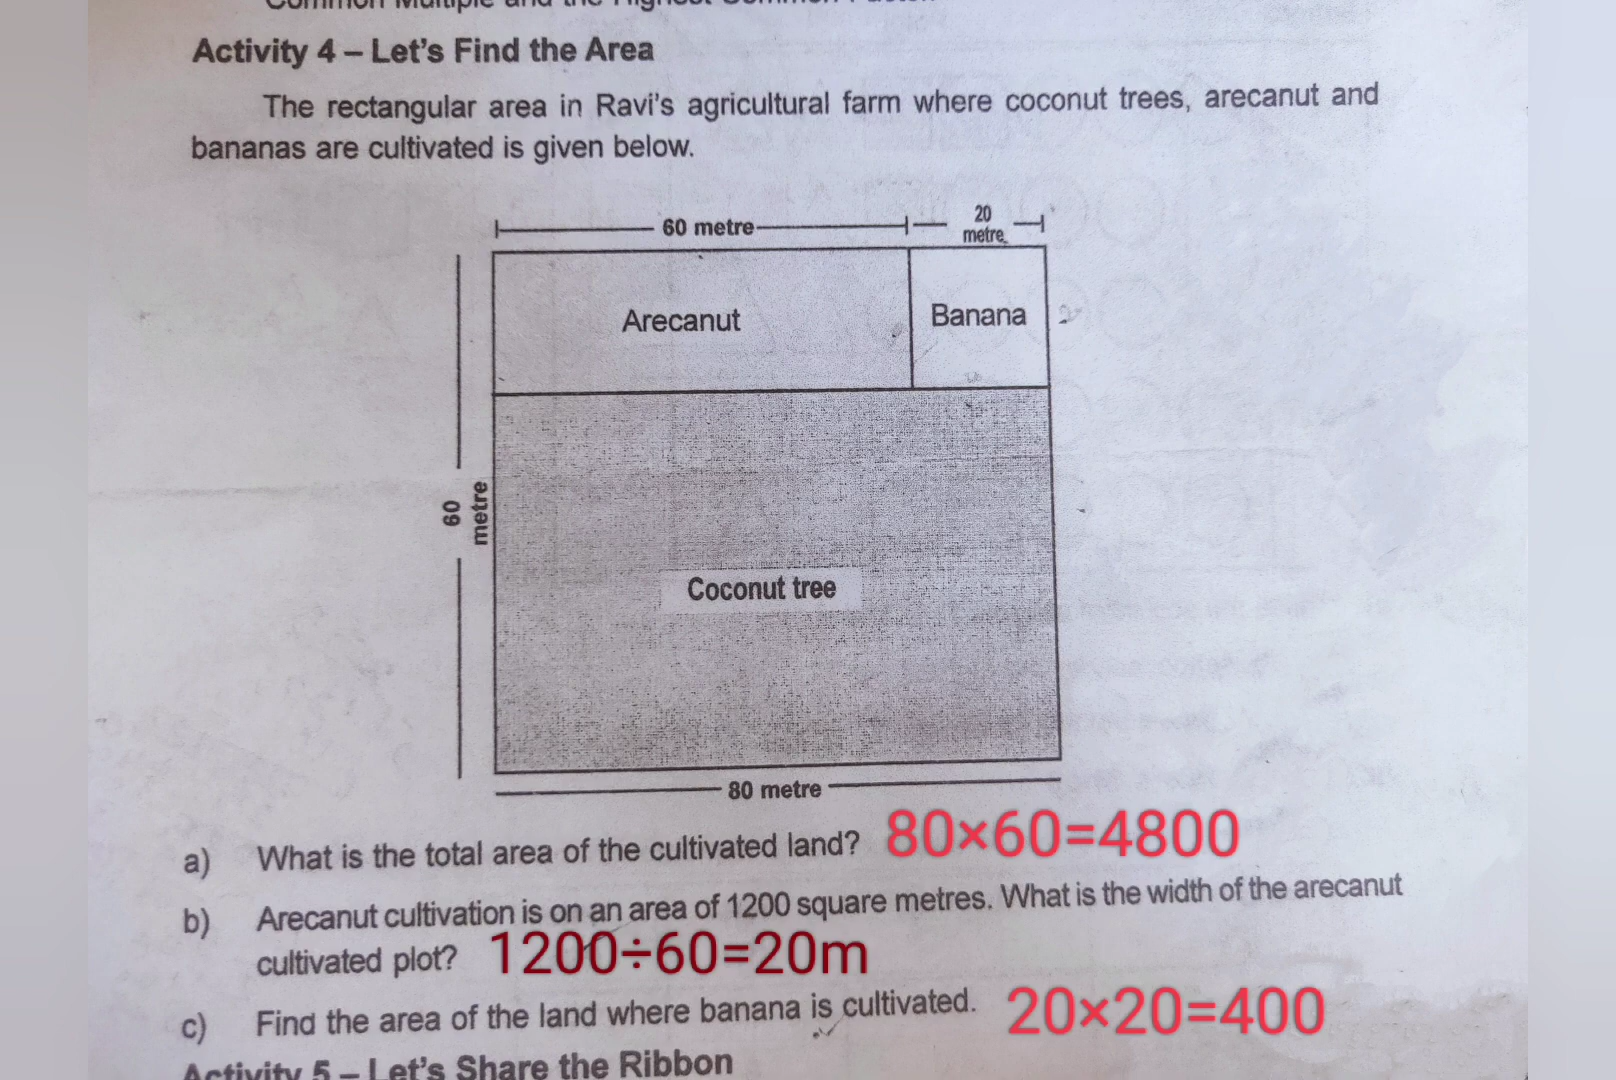 Activity 4 – Let's Find the Area
The rectangular area in Ravi's agricultural farm where coconut trees, arecanut and
bananas are cultivated is given below.
60 metre
20
metre
Arecanut
Banana
60
metre
Coconut tree
80 metre
a) What is the total area of the cultivated land? 80×60=4800
b) Arecanut cultivation is on an area of 1200 square metres. What is the width of the arecanut
cultivated plot? 1200÷60=20m
c) Find the area of the land where banana is cultivated. 20×20=400
Activity 5 – Let's Share the Ribbon